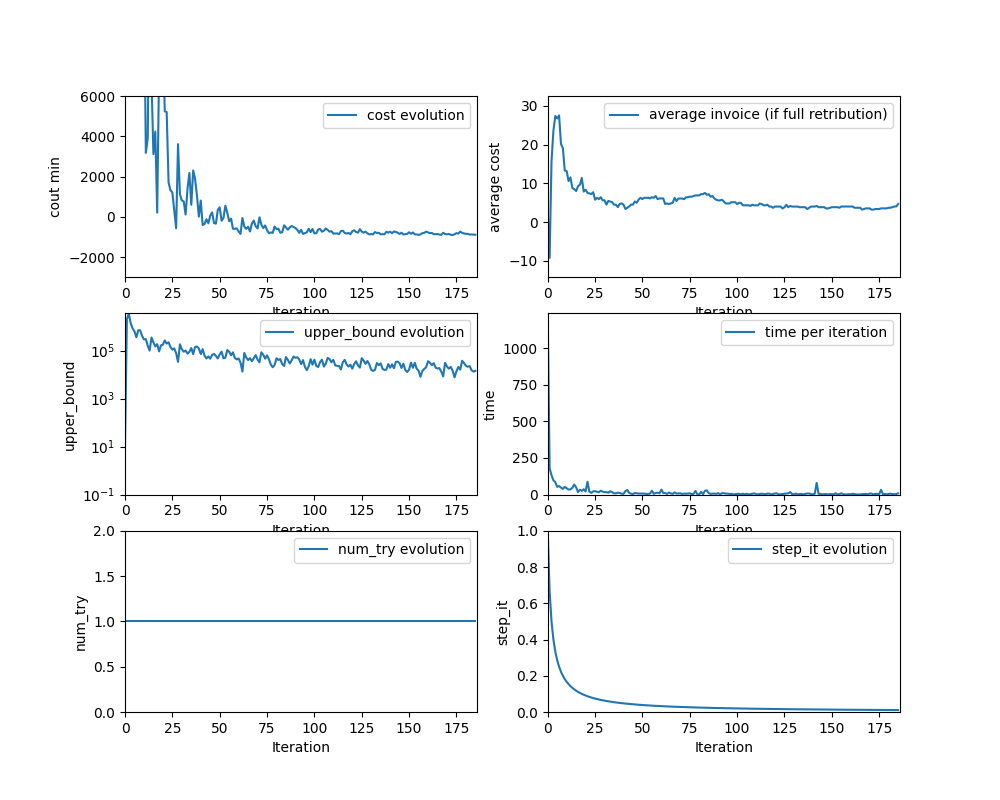 cost evolution
cout min
6000
4000
2000
0
−2000
0 25 50 75 100 125 150 175
Iteration
average invoice (if full retribution)
average cost
30
20
10
0
−10
0 25 50 75 100 125 150 175
Iteration
upper_bound evolution
upper_bound
10^5
10^3
10^1
10^−1
0 25 50 75 100 125 150 175
Iteration
time per iteration
time
1000
750
500
250
0
0 25 50 75 100 125 150 175
Iteration
num_try evolution
num_try
2.0
1.5
1.0
0.5
0.0
0 25 50 75 100 125 150 175
Iteration
step_it evolution
step_it
1.0
0.8
0.6
0.4
0.2
0.0
0 25 50 75 100 125 150 175
Iteration